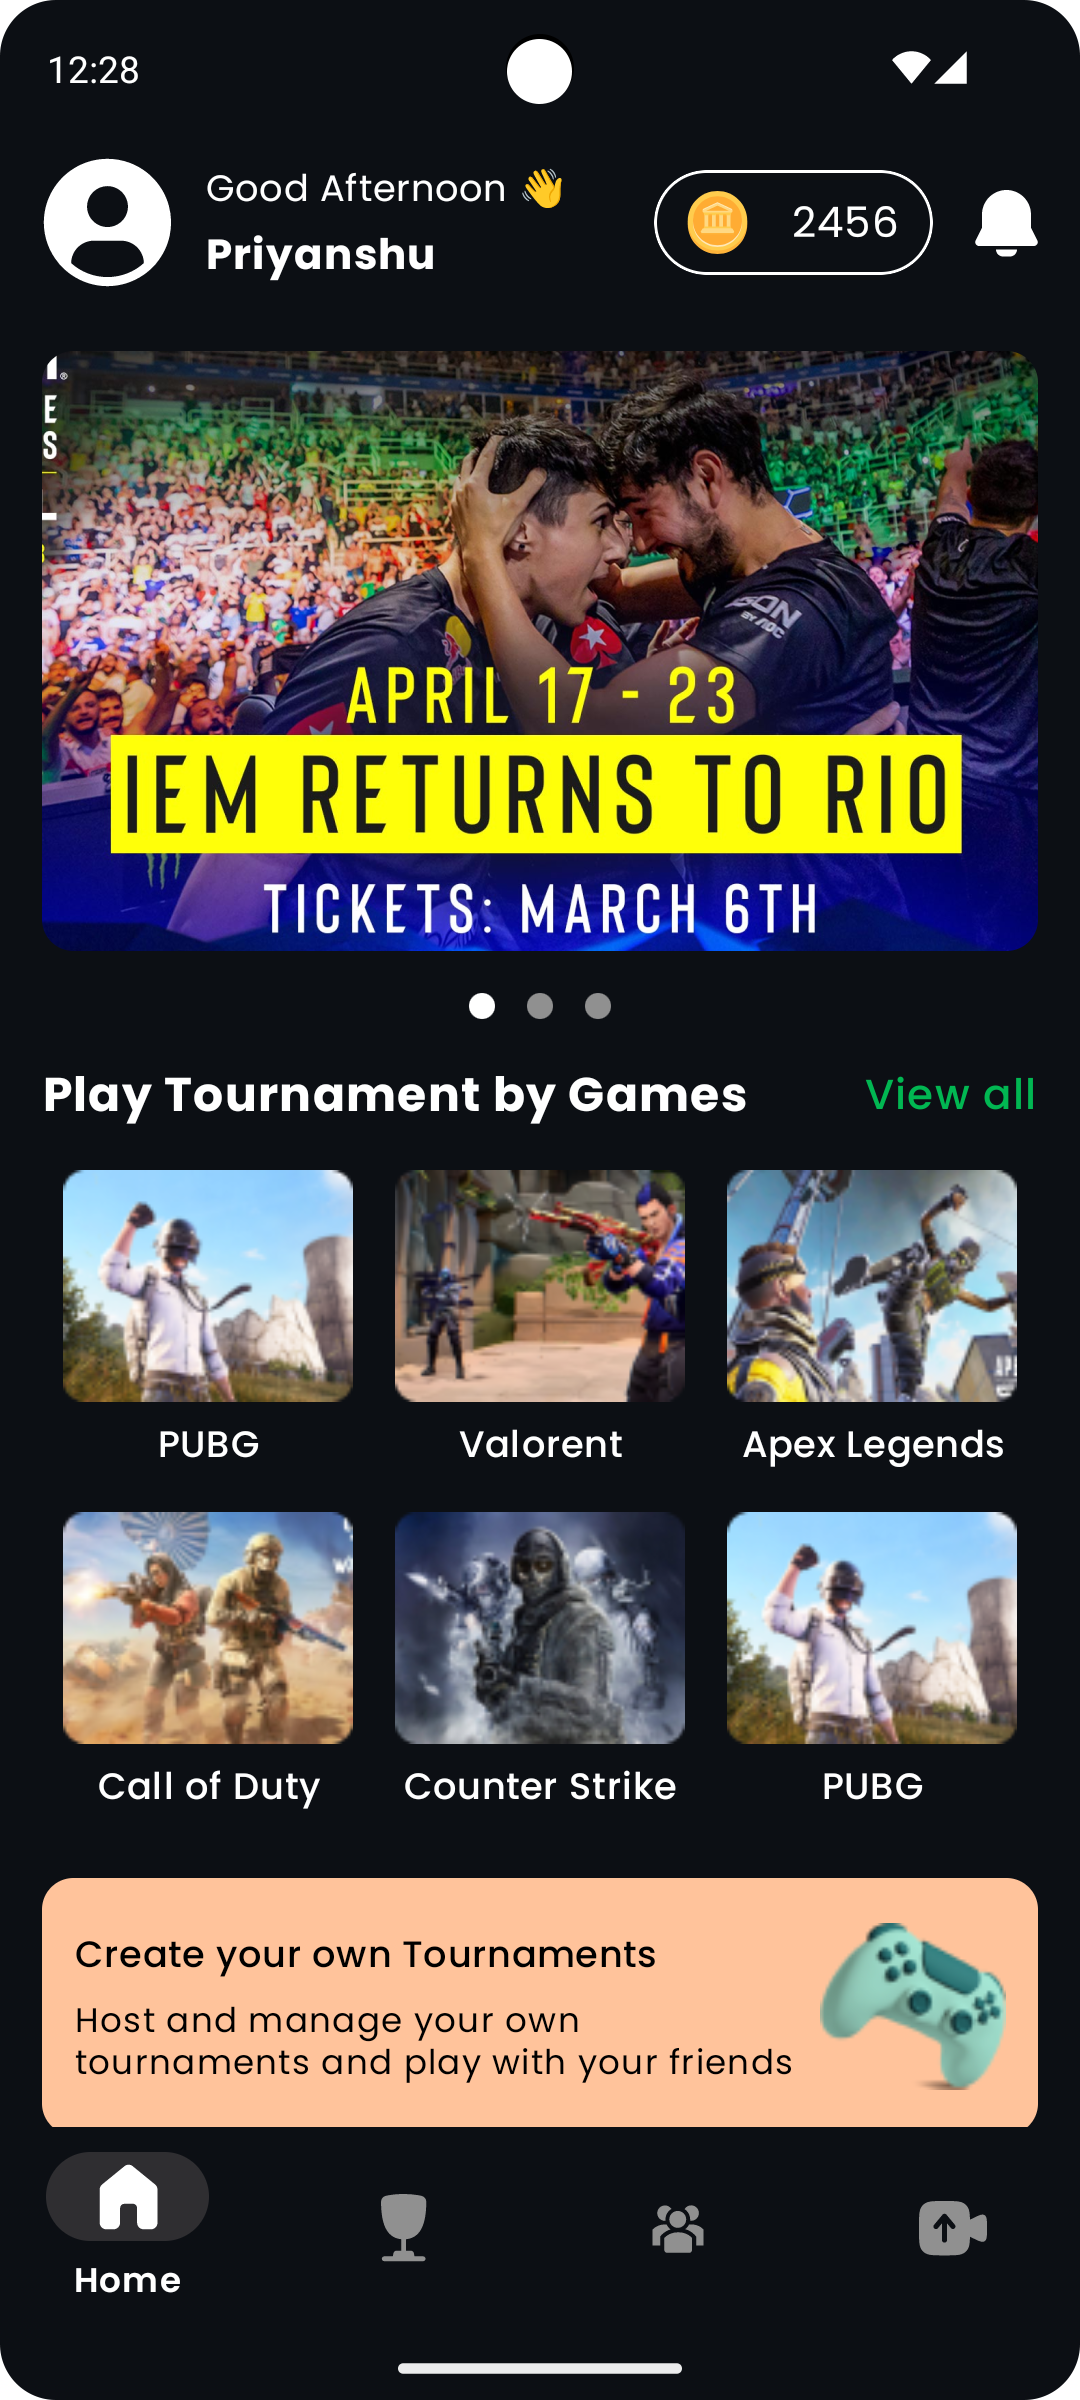 12:28
Good Afternoon 👋
Priyanshu
2456
E
S
APRIL 17 - 23
IEM RETURNS TO RIO
TICKETS: MARCH 6TH
Play Tournament by Games
View all
PUBG
Valorent
Apex Legends
Call of Duty
Counter Strike
PUBG
Create your own Tournaments
Host and manage your own
tournaments and play with your friends
Home